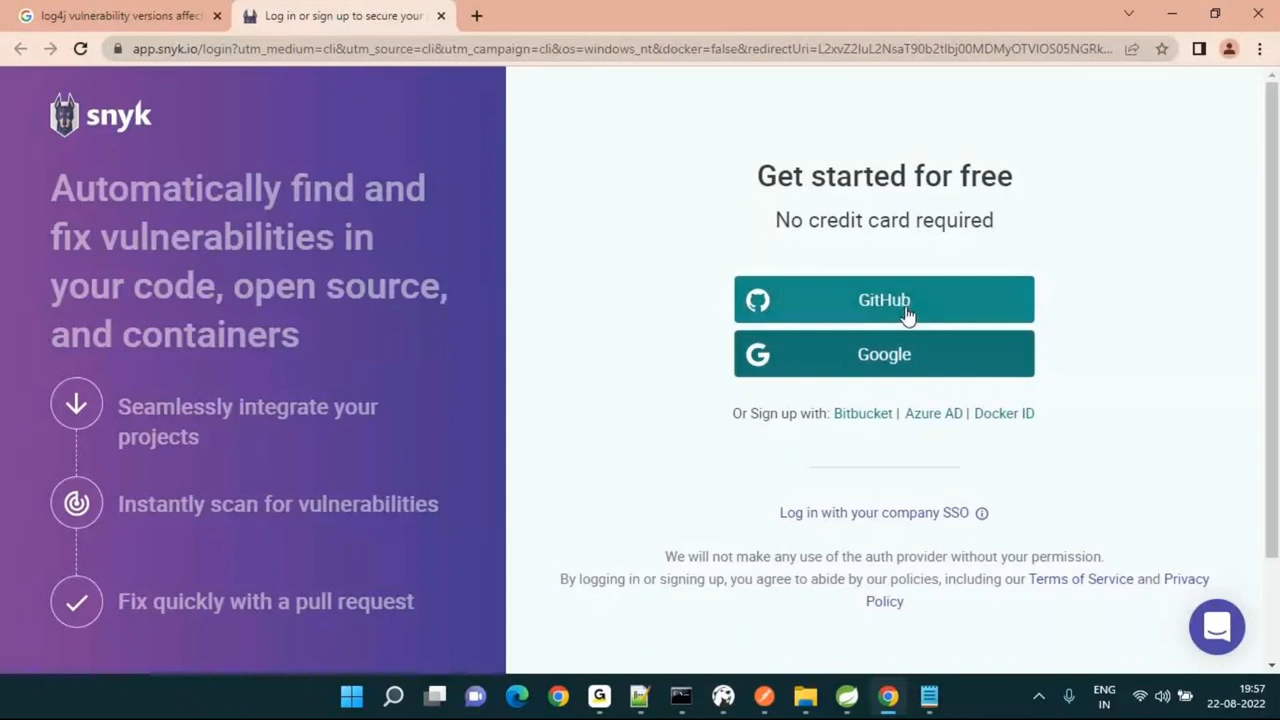 log4j vulnerability versions affect
Log in or sign up to secure your
app.snyk.io/login?utm_medium=cli&utm_source=cli&utm_campaign=cli&os=windows_nt&docker=false&redirectUri=L2xvZ2luL2NsaT90b2tlbj00MDMyOTVlOS05NGRk...
snyk
Automatically find and
fix vulnerabilities in
your code, open source,
and containers
Seamlessly integrate your
projects
Instantly scan for vulnerabilities
Fix quickly with a pull request
Get started for free
No credit card required
GitHub
Google
Or Sign up with: Bitbucket | Azure AD | Docker ID
Log in with your company SSO
We will not make any use of the auth provider without your permission.
By logging in or signing up, you agree to abide by our policies, including our Terms of Service and Privacy
Policy
ENG
IN
19:57
22-08-2022